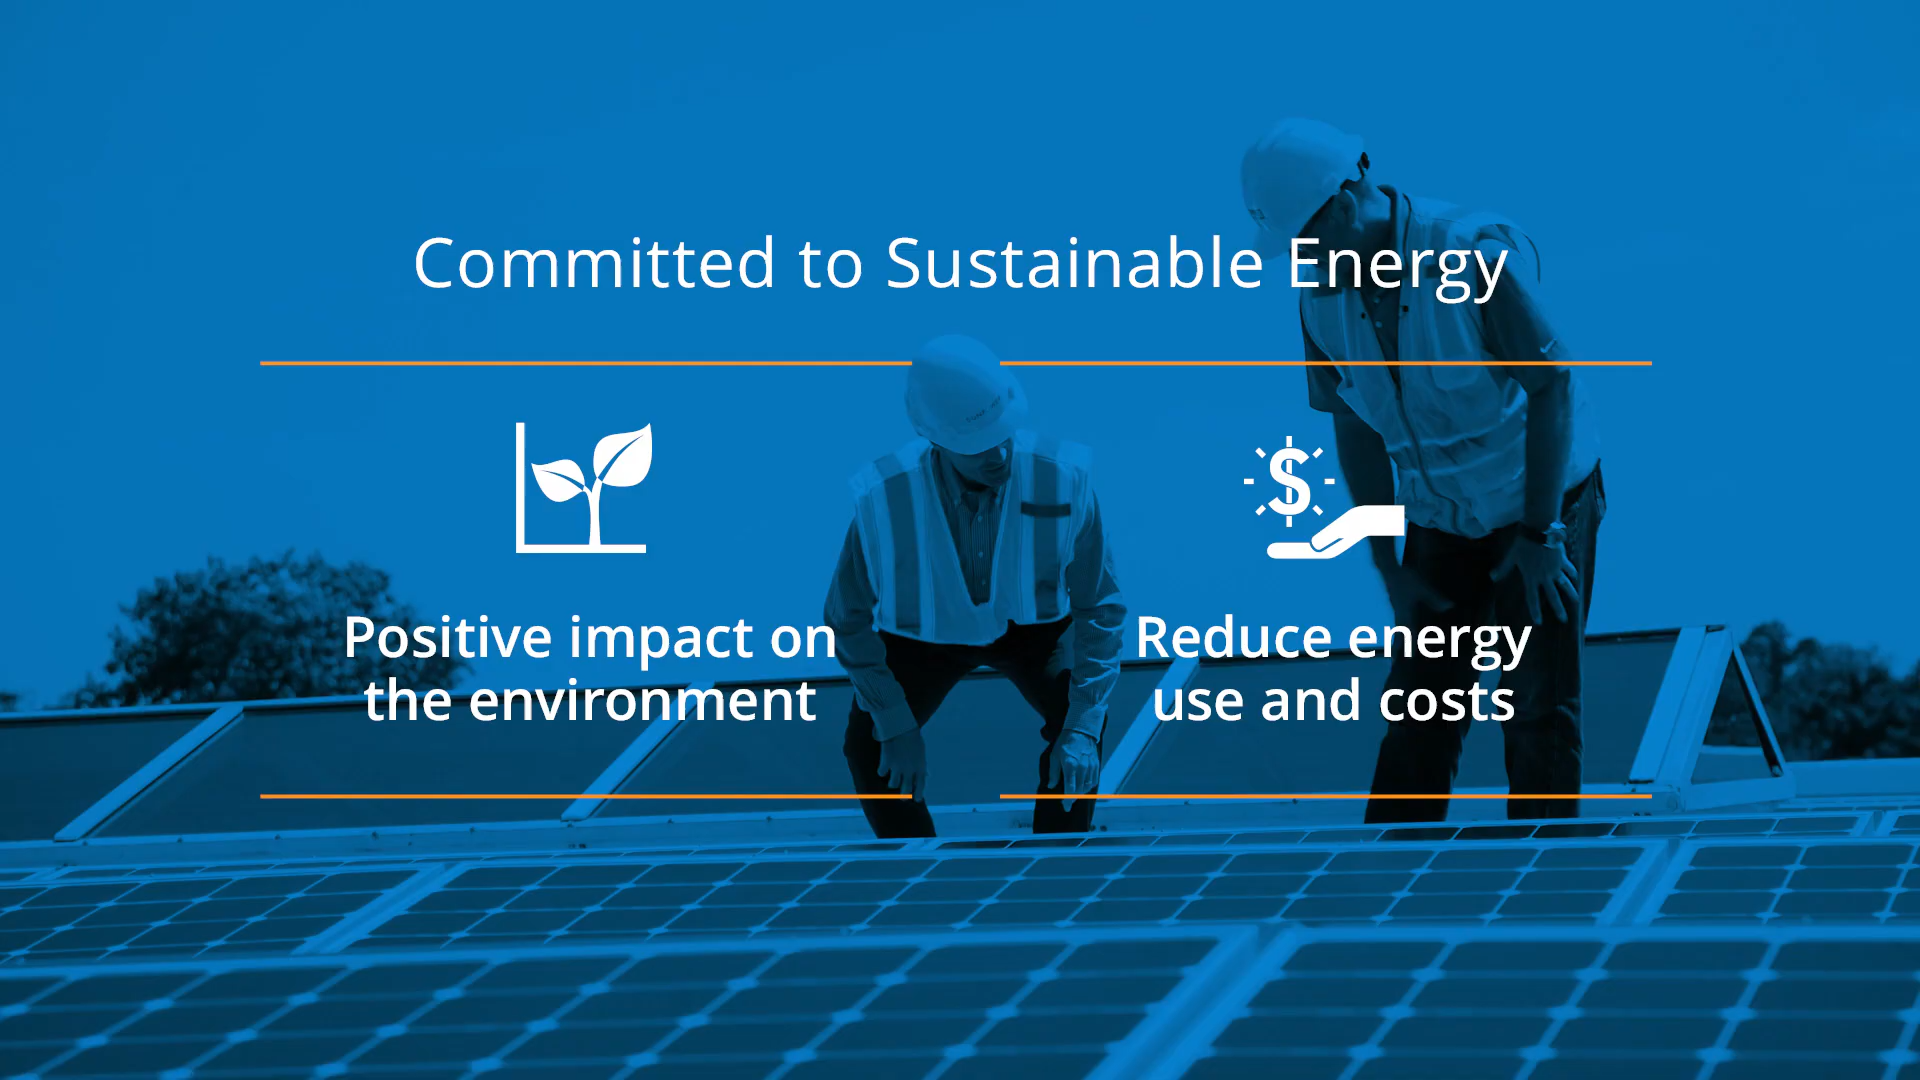 Committed to Sustainable Energy
$
Positive impact on
the environment
Reduce energy
use and costs